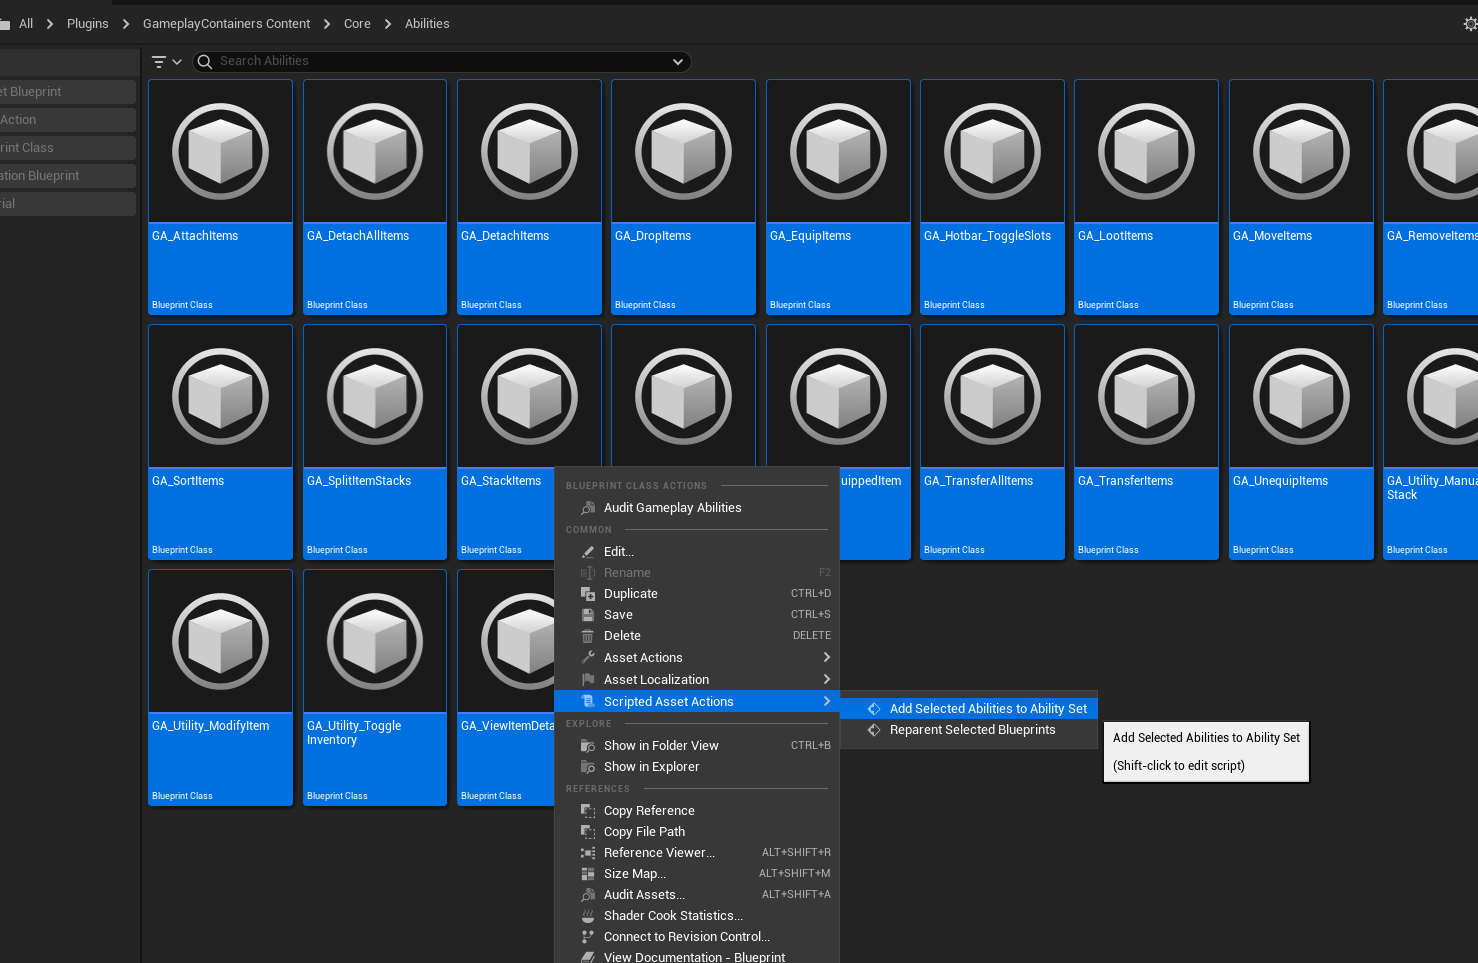 All
Plugins
GameplayContainers Content
Core
Abilities
Search Abilities
et Blueprint
Action
rint Class
ation Blueprint
rial
GA_AttachItems
GA_DetachAllItems
GA_DetachItems
GA_DropItems
GA_EquipItems
GA_Hotbar_ToggleSlots
GA_LootItems
GA_MoveItems
GA_RemoveItems
Blueprint Class
Blueprint Class
Blueprint Class
Blueprint Class
Blueprint Class
Blueprint Class
Blueprint Class
Blueprint Class
Blueprint Class
GA_SortItems
GA_SplitItemStacks
GA_StackItems
uippedItem
GA_TransferAllItems
GA_TransferItems
GA_UnequipItems
GA_Utility_Manua
Stack
Blueprint Class
Blueprint Class
Blueprint Class
Blueprint Class
Blueprint Class
Blueprint Class
Blueprint Class
GA_Utility_ModifyItem
GA_Utility_Toggle
Inventory
GA_ViewItemDeta
Blueprint Class
Blueprint Class
Blueprint Class
BLUEPRINT CLASS ACTIONS
Audit Gameplay Abilities
COMMON
Edit...
Rename F2
Duplicate CTRL+D
Save CTRL+S
Delete DELETE
Asset Actions
Asset Localization
Scripted Asset Actions
EXPLORE
Show in Folder View CTRL+B
Show in Explorer
REFERENCES
Copy Reference
Copy File Path
Reference Viewer... ALT+SHIFT+R
Size Map... ALT+SHIFT+M
Audit Assets... ALT+SHIFT+A
Shader Cook Statistics...
Connect to Revision Control...
View Documentation - Blueprint
Add Selected Abilities to Ability Set
Reparent Selected Blueprints
Add Selected Abilities to Ability Set
(Shift-click to edit script)